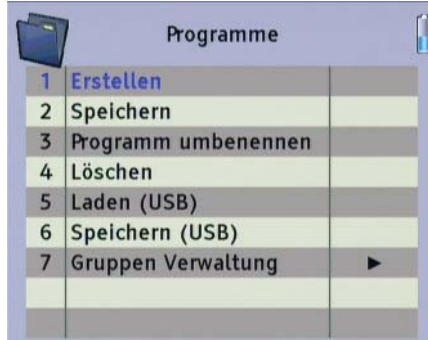 Programme
1 Erstellen
2 Speichern
3 Programm umbenennen
4 Löschen
5 Laden (USB)
6 Speichern (USB)
7 Gruppen Verwaltung ►